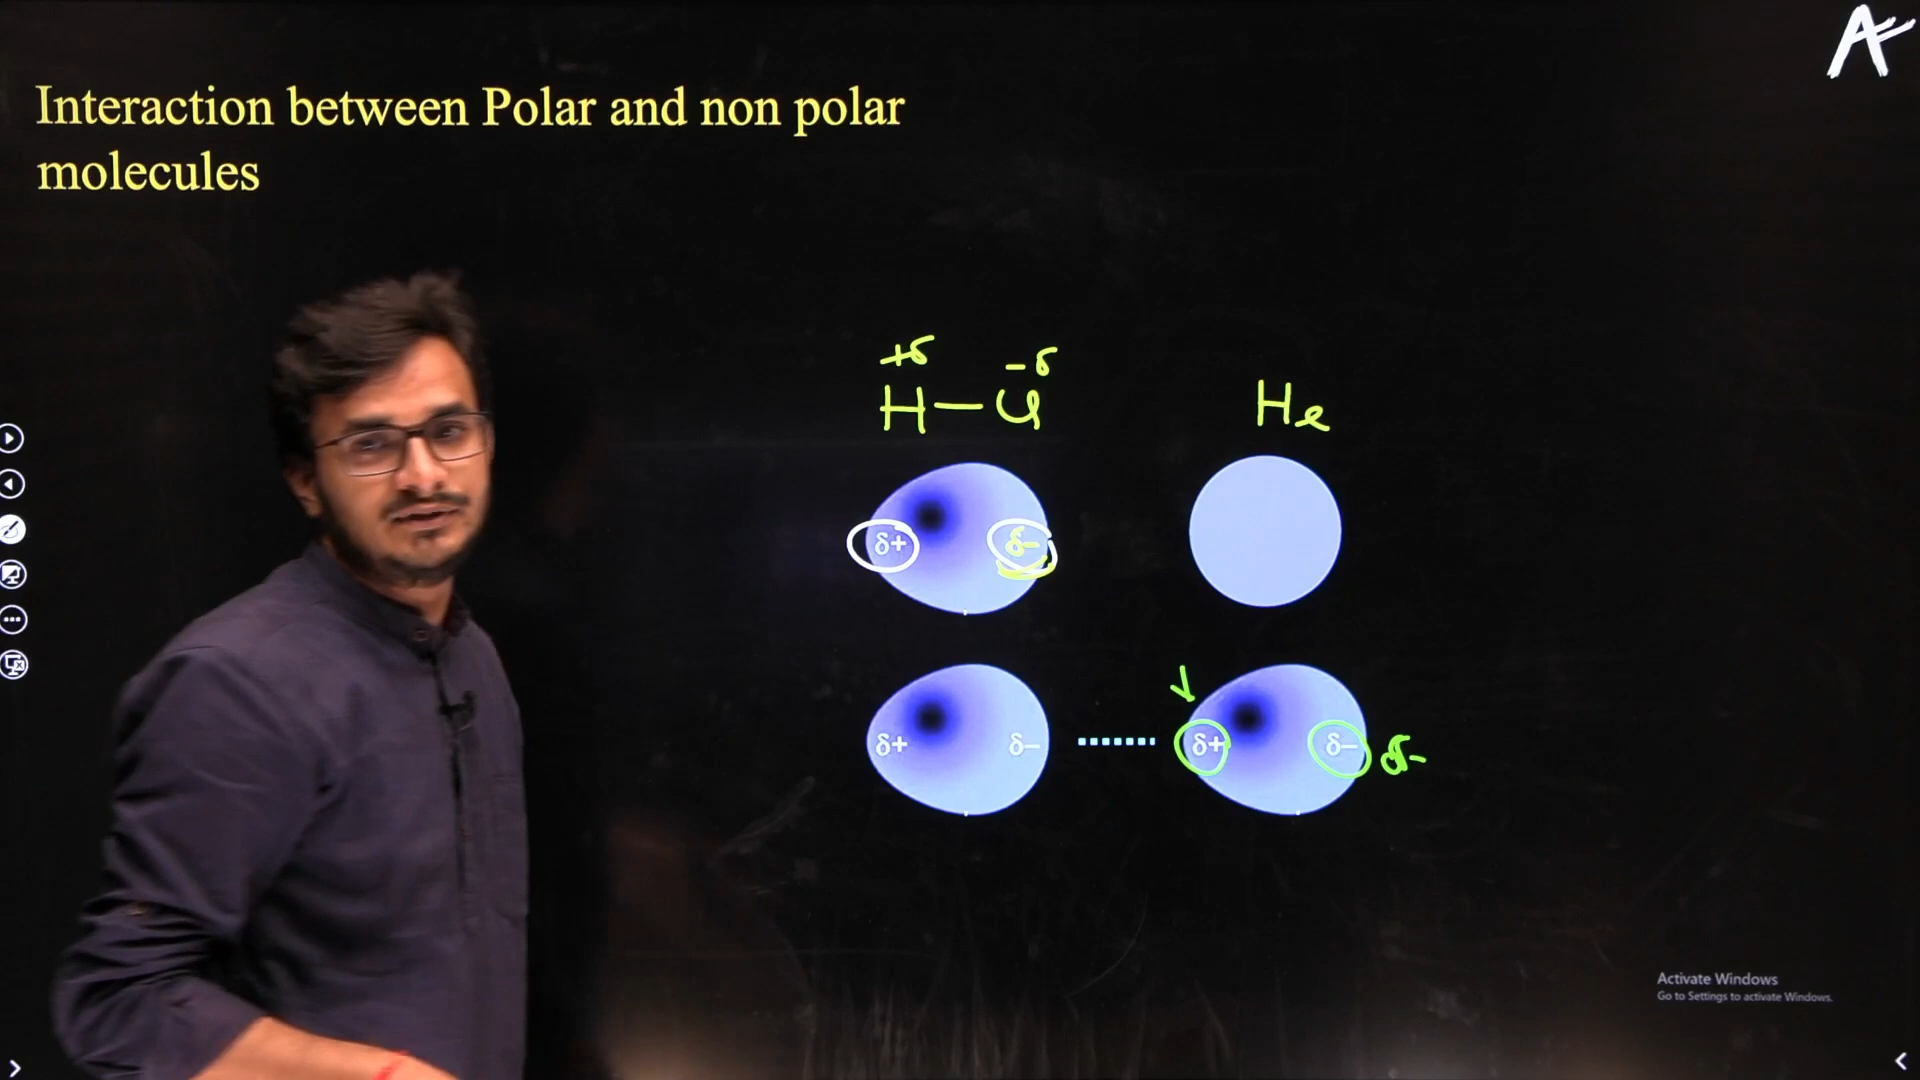 Interaction between Polar and non polar
molecules
+δ -δ
H-Cl He
δ+ δ-
δ+ δ- δ+ δ- δ-
Activate Windows
Go to Settings to activate Windows.